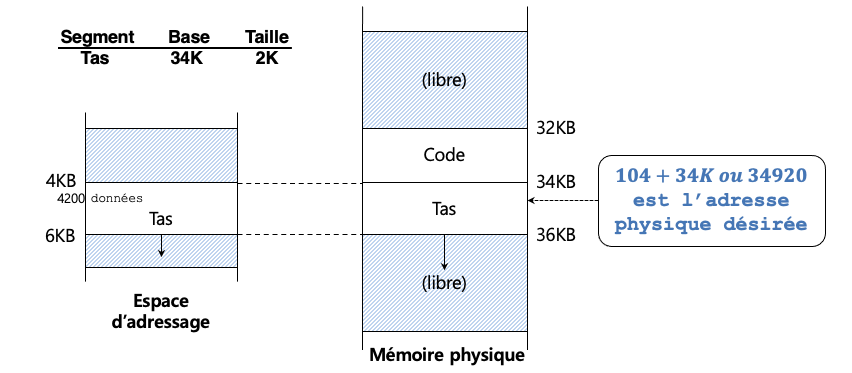 Segment Base Taille
Tas 34K 2K
(libre)
32KB
Code
4KB
34KB
4200 données
Tas
Tas
6KB
36KB
(libre)
104 + 34K ou 34920
est l’adresse
physique désirée
Espace
d’adressage
Mémoire physique